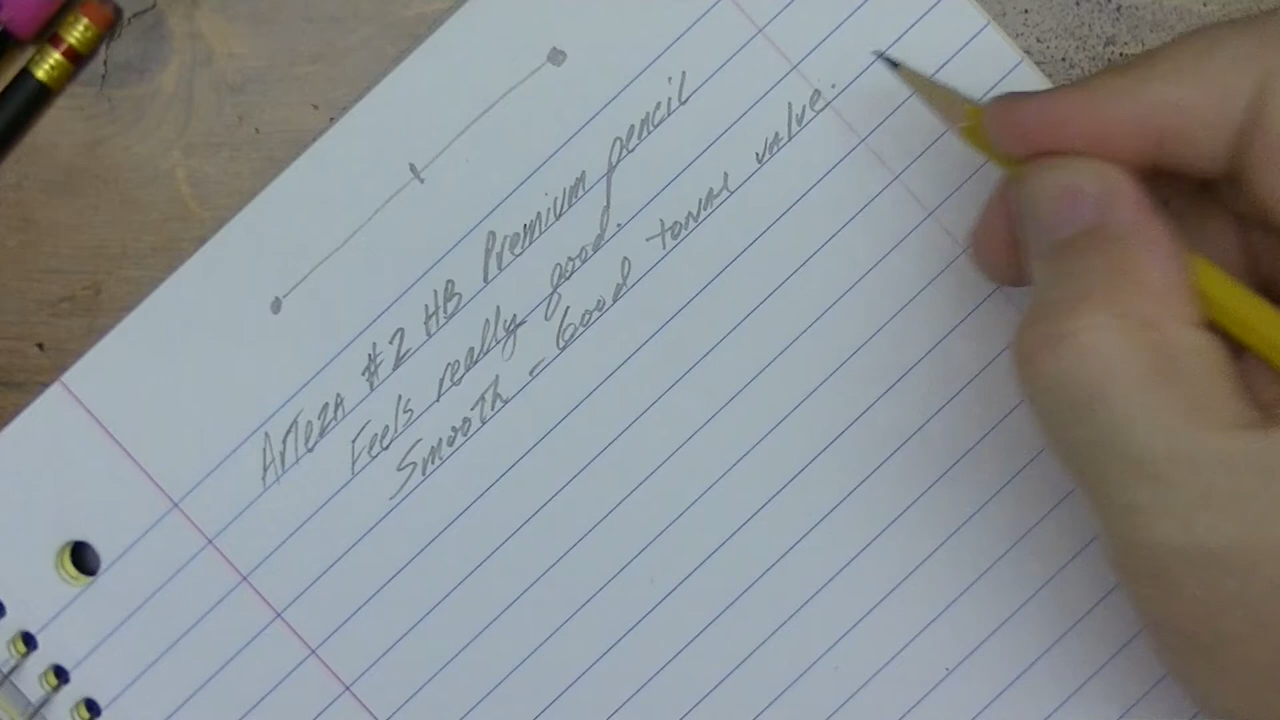 Arteza #2 HB Premium pencil
Feels really good.
Smooth - Good tonal value.